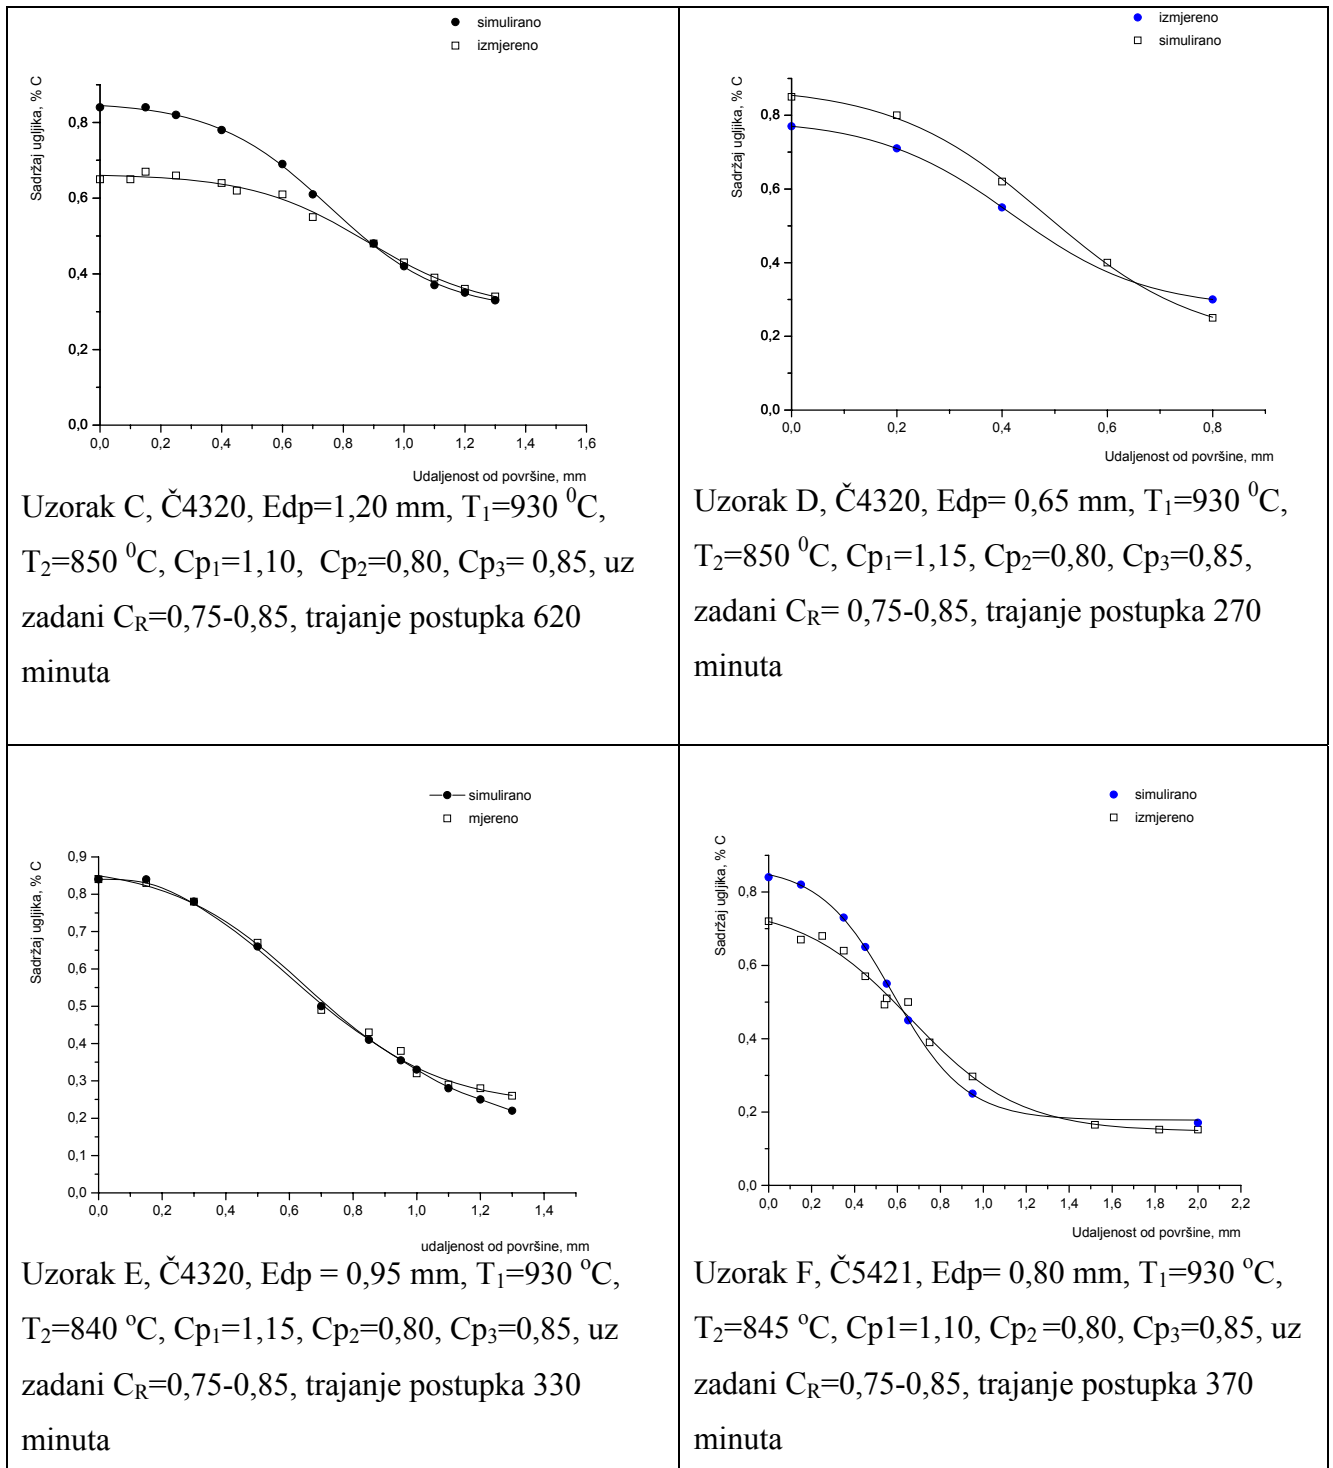 simulirano
izmjereno
Sadržaj ugljika, % C
0,8
0,6
0,4
0,2
0,0
0,0 0,2 0,4 0,6 0,8 1,0 1,2 1,4 1,6
Udaljenost od površine, mm
Uzorak C, Č4320, Edp=1,20 mm, T1=930 0C,
T2=850 0C, Cp1=1,10, Cp2=0,80, Cp3= 0,85, uz
zadani CR=0,75-0,85, trajanje postupka 620
minuta
izmjereno
simulirano
Sadržaj ugljika, % C
0,8
0,6
0,4
0,2
0,0
0,0 0,2 0,4 0,6 0,8
Udaljenost od površine, mm
Uzorak D, Č4320, Edp= 0,65 mm, T1=930 0C,
T2=850 0C, Cp1=1,15, Cp2=0,80, Cp3=0,85,
zadani CR= 0,75-0,85, trajanje postupka 270
minuta
simulirano
mjereno
Sadržaj ugljika, % C
0,9
0,8
0,7
0,6
0,5
0,4
0,3
0,2
0,1
0,0
0,0 0,2 0,4 0,6 0,8 1,0 1,2 1,4
udaljenost od površine, mm
Uzorak E, Č4320, Edp = 0,95 mm, T1=930 oC,
T2=840 oC, Cp1=1,15, Cp2=0,80, Cp3=0,85, uz
zadani CR=0,75-0,85, trajanje postupka 330
minuta
simulirano
izmjereno
Sadržaj ugljika, % C
0,8
0,6
0,4
0,2
0,0
0,0 0,2 0,4 0,6 0,8 1,0 1,2 1,4 1,6 1,8 2,0 2,2
Udaljenost od površine, mm
Uzorak F, Č5421, Edp= 0,80 mm, T1=930 oC,
T2=845 oC, Cp1=1,10, Cp2 =0,80, Cp3=0,85, uz
zadani CR=0,75-0,85, trajanje postupka 370
minuta